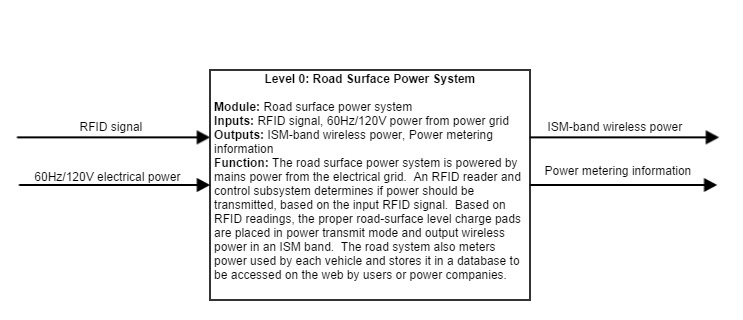 Level 0: Road Surface Power System
Module: Road surface power system
Inputs: RFID signal, 60Hz/120V power from power grid
Outputs: ISM-band wireless power, Power metering
information
Function: The road surface power system is powered by
mains power from the electrical grid. An RFID reader and
control subsystem determines if power should be
transmitted, based on the input RFID signal. Based on
RFID readings, the proper road-surface level charge pads
are placed in power transmit mode and output wireless
power in an ISM band. The road system also meters
power used by each vehicle and stores it in a database to
be accessed on the web by users or power companies.
RFID signal
60Hz/120V electrical power
ISM-band wireless power
Power metering information